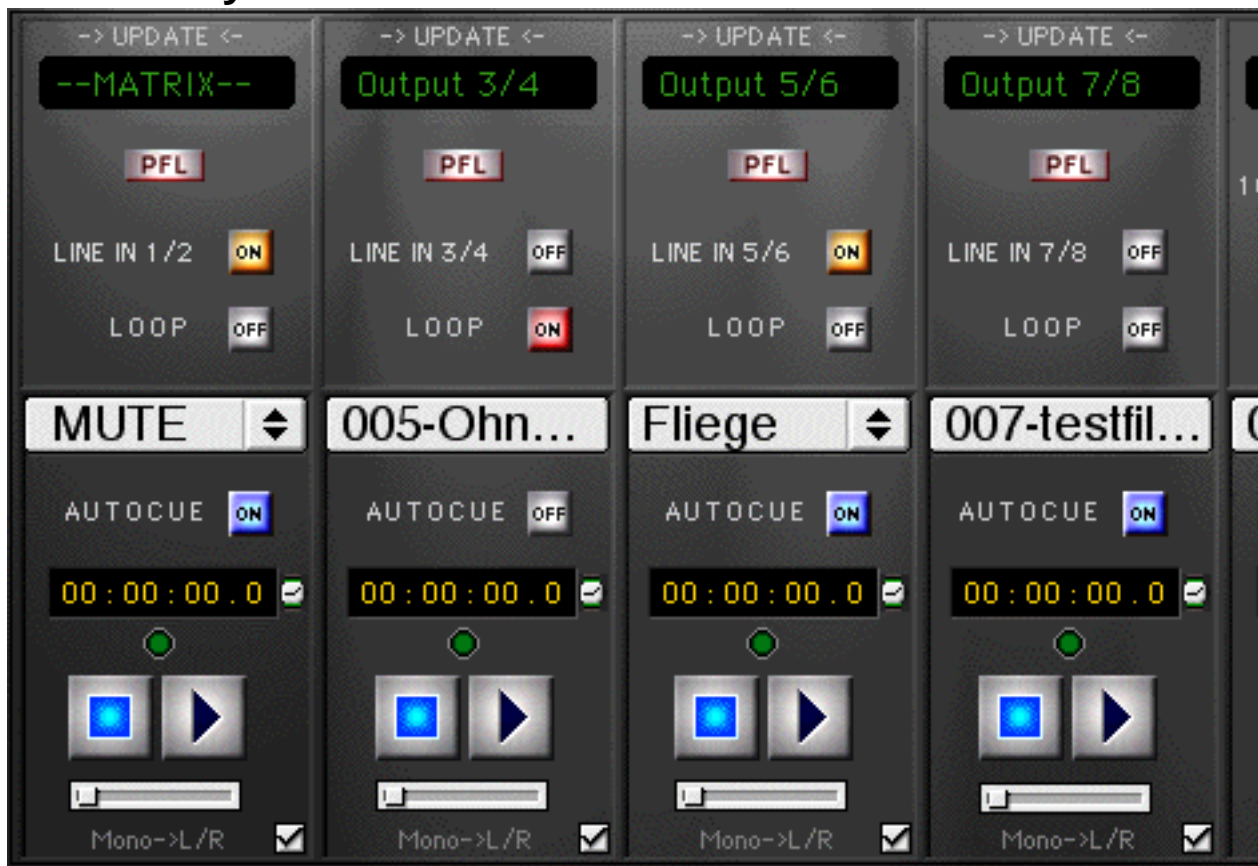 -> UPDATE <- -> UPDATE <- -> UPDATE <- -> UPDATE <-
--MATRIX-- Output 3/4 Output 5/6 Output 7/8
PFL PFL PFL PFL
LINE IN 1/2 ON LINE IN 3/4 OFF LINE IN 5/6 ON LINE IN 7/8 OFF
LOOP OFF LOOP ON LOOP OFF LOOP OFF
MUTE 005-Ohn... Fliege 007-testfil...
AUTOCUE ON AUTOCUE OFF AUTOCUE ON AUTOCUE ON
00:00:00.0 00:00:00.0 00:00:00.0 00:00:00.0
Mono->L/R Mono->L/R Mono->L/R Mono->L/R